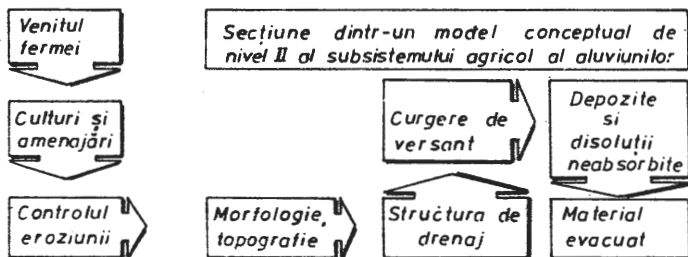 Venitul
fermei
Secțiune dintr-un model conceptual de
nivel II al subsistemului agricol al aluviunilor:
Culturi și
amenajări
Curgere de
versant
Depozite
si
disoluții
neabsorbite
Controlul
eroziunii
Morfologie,
topografie
Structura de
drenaj
Material
evacuat